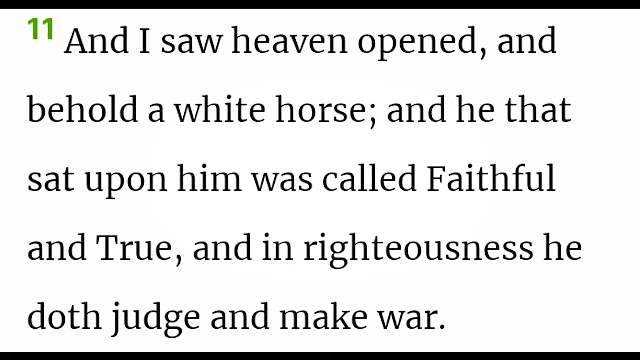 11 And I saw heaven opened, and
behold a white horse; and he that
sat upon him was called Faithful
and True, and in righteousness he
doth judge and make war.